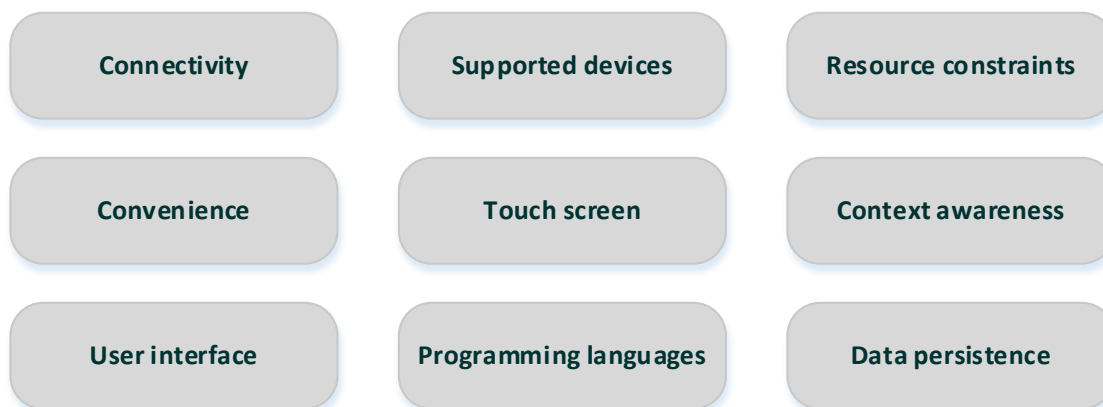 Connectivity
Supported devices
Resource constraints
Convenience
Touch screen
Context awareness
User interface
Programming languages
Data persistence